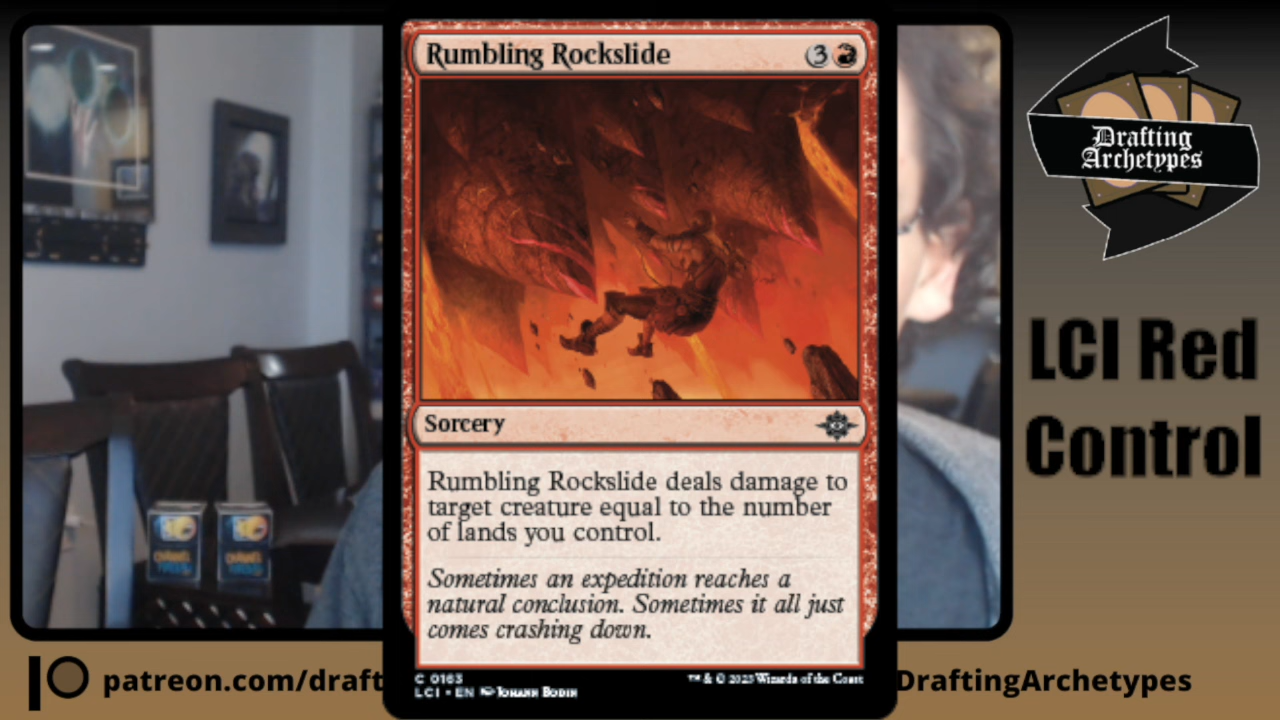 Rumbling Rockslide 3
Drafting
Archetypes
LCI Red
Control
Sorcery
Rumbling Rockslide deals damage to
target creature equal to the number
of lands you control.
Sometimes an expedition reaches a
natural conclusion. Sometimes it all just
comes crashing down.
C 0163
LCI • EN Johann Bodin
™ & © 2023 Wizards of the Coast
patreon.com/draft
DraftingArchetypes